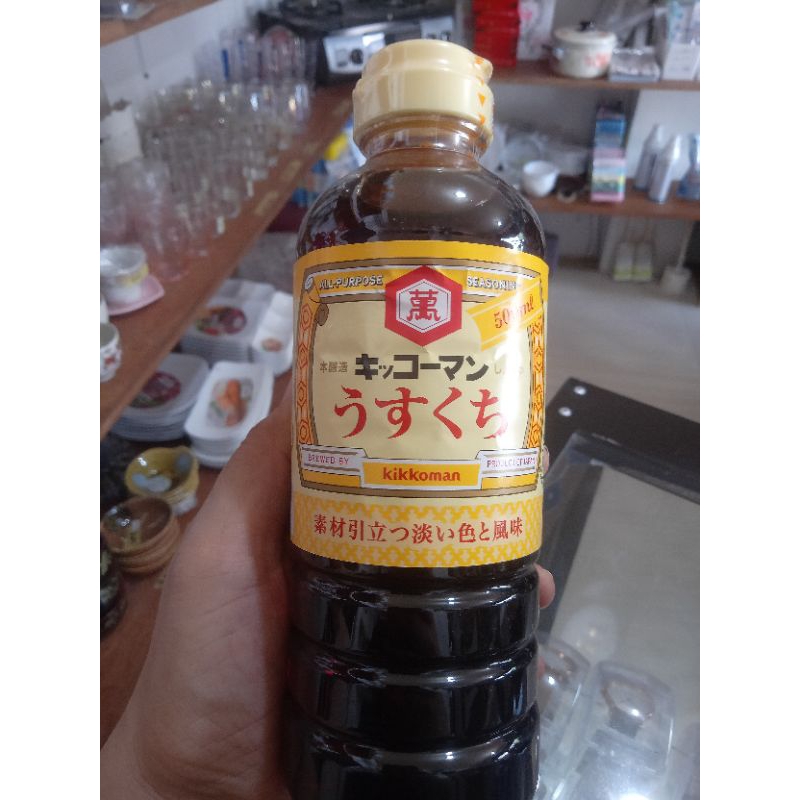 ALL-PURPOSE SEASONING
萬
500ml
本醸造 キッコーマン
うすくち
BREWED BY
kikkoman
PRODUCT OF JAPAN
素材引立つ淡い色と風味